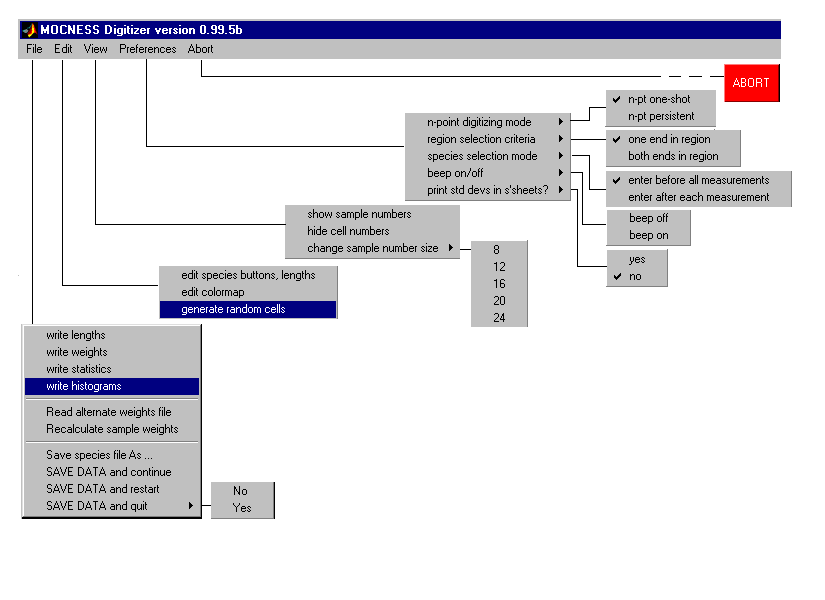 MOCNESS Digitizer version 0.99.5b
File Edit View Preferences Abort
ABORT
n-point digitizing mode
region selection criteria
species selection mode
beep on/off
print std devs in s'sheets?
n-pt one-shot
n-pt persistent
one end in region
both ends in region
enter before all measurements
enter after each measurement
beep off
beep on
yes
no
show sample numbers
hide cell numbers
change sample number size
8
12
16
20
24
edit species buttons, lengths
edit colormap
generate random cells
write lengths
write weights
write statistics
write histograms
Read alternate weights file
Recalculate sample weights
Save species file As ...
SAVE DATA and continue
SAVE DATA and restart
SAVE DATA and quit
No
Yes